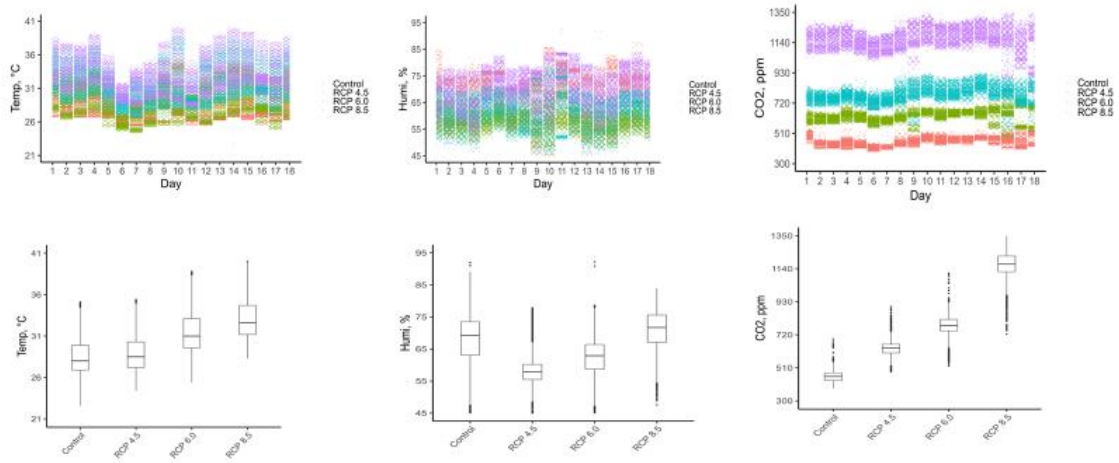 41
36
31
26
21
Temp, °C
1 2 3 4 5 6 7 8 9 10 11 12 13 14 15 16 17 18
Day
Control
RCP 4.5
RCP 6.0
RCP 8.5
95
85
75
65
55
45
Humi, %
1 2 3 4 5 6 7 8 9 10 11 12 13 14 15 16 17 18
Day
Control
RCP 4.5
RCP 6.0
RCP 8.5
1350
1140
930
720
510
300
CO2, ppm
1 2 3 4 5 6 7 8 9 10 11 12 13 14 15 16 17 18
Day
Control
RCP 4.5
RCP 6.0
RCP 8.5
41
36
31
26
21
Temp, °C
Control
RCP 4.5
RCP 6.0
RCP 8.5
95
85
75
65
55
45
Humi, %
Control
RCP 4.5
RCP 6.0
RCP 8.5
1350
1140
930
720
510
300
CO2, ppm
Control
RCP 4.5
RCP 6.0
RCP 8.5